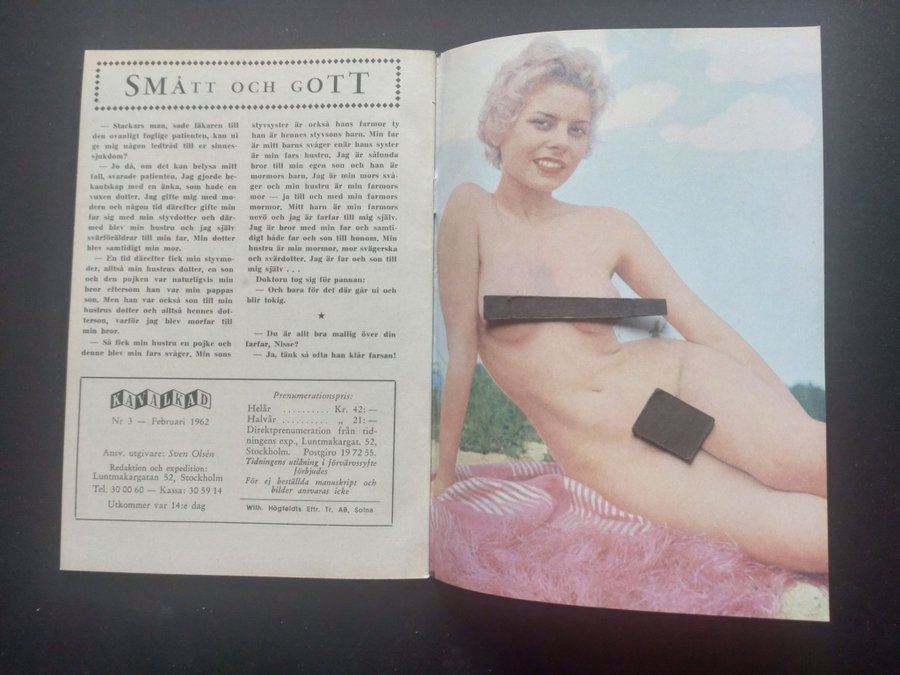 SMÅTT OCH GOTT
— Stackars man, sade läkaren till
den ovanligt foglige patienten, kan ni
ge mig någon ledtråd till er sinnes-
sjukdom?
— Jo då, om det kan belysa mitt
fall, svarade patienten. Jag gjorde be-
kantskap med en änka, som hade en
vuxen dotter. Jag gifte mig med mo-
dern och någon tid därefter gifte min
far sig med min styvdotter och där-
med blev min hustru och jag själv
svärföräldrar till min far. Min dotter
blev samtidigt min mor.
— En tid därefter fick min styvmo-
der, alltså min hustrus dotter, en son
och den pojken var naturligvis min
bror eftersom han var min pappas
son. Men han var också son till min
hustrus dotter och alltså hennes dot-
terson, varför jag blev morfar till
min bror.
— Så fick min hustru en pojke och
denne blev min fars svåger. Min sons
styvsyster är också hans farmor ty
han är hennes styvsons barn. Min far
är mitt barns svåger enär hans syster
är min fars hustru. Jag är sålunda
bror till min egen son och han är
mormors barn. Jag är min mors svå-
ger och min hustru är min farmors
mor — ja till och med min farmors
mormor. Mitt barn är min farmors
nevö och jag är farfar till mig själv.
Jag är bror med min far och samti-
digt både far och son till honom. Min
hustru är min mormor, mor svägerska
och svärdotter. Jag är far och son till
mig själv . . .
Doktorn tog sig för pannan:
— Och bara för det där går ni och
blir tokig.
★
— Du är allt bra mallig över din
farfar, Nisse?
— Ja, tänk så ofta han klår farsan!
KAVALKAD
Nr 3 — Februari 1962
Ansv. utgivare: Sven Olsén
Redaktion och expedition:
Luntmakargatan 52, Stockholm
Tel. 30 00 60 — Kassa: 30 59 14
Utkommer var 14:e dag
Prenumerationspris:
Helår .......... Kr. 42: —
Halvår .......... „ 21: —
Direktprenumeration från tid-
ningens exp., Luntmakargat. 52,
Stockholm. Postgiro 19 72 55.
Tidningens utlåning i förvärvssyfte
förbjudes
För ej beställda manuskript och
bilder ansvaras icke
Wilh. Högfeldts Eftr. Tr. AB, Solna